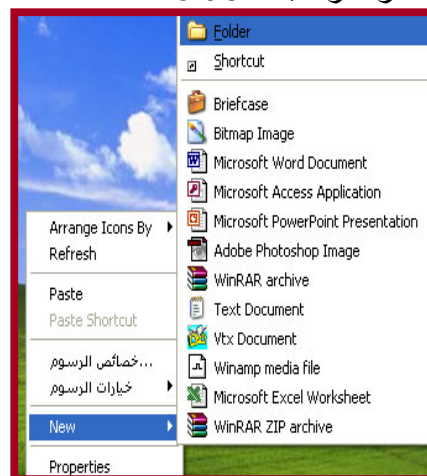 Arrange Icons By
Refresh
Paste
Paste Shortcut
خصائص الرسوم...
خيارات الرسوم
New
Properties
Folder
Shortcut
Briefcase
Bitmap Image
Microsoft Word Document
Microsoft Access Application
Microsoft PowerPoint Presentation
Adobe Photoshop Image
WinRAR archive
Text Document
Vtx Document
Winamp media file
Microsoft Excel Worksheet
WinRAR ZIP archive